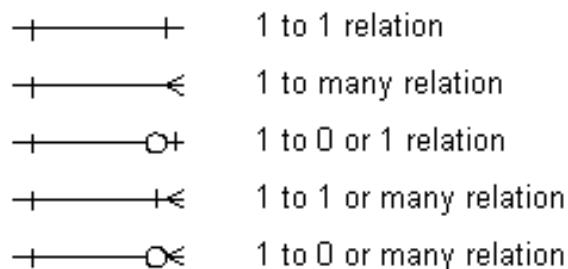 1 to 1 relation
1 to many relation
1 to 0 or 1 relation
1 to 1 or many relation
1 to 0 or many relation